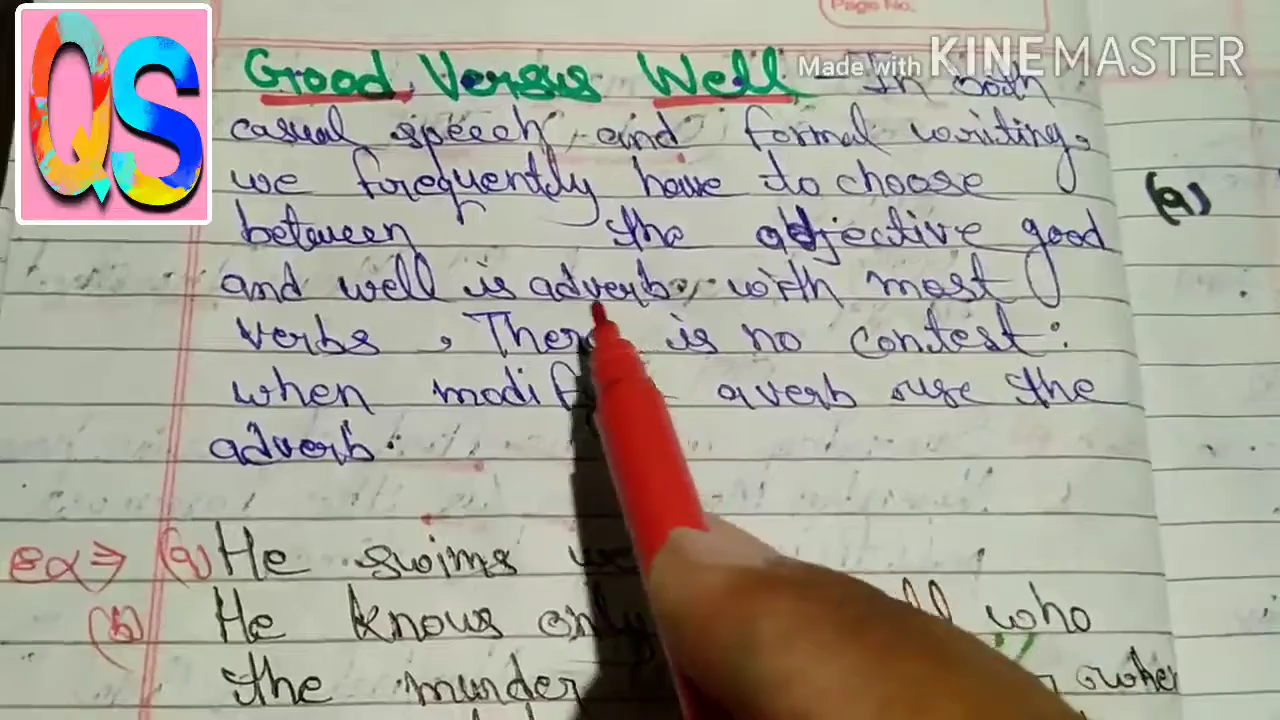 Page No.
QS
Made with KINEMASTER
Good Versus Well - In both
casual speech, and formal writing,
we frequently have to choose
between the adjective good
and well is adverb, with most
verbs, There is no contest:
when modify averb use the
adverb.
(a)
ex ⇒ (a) He swims
(b) He knows only who
the murder